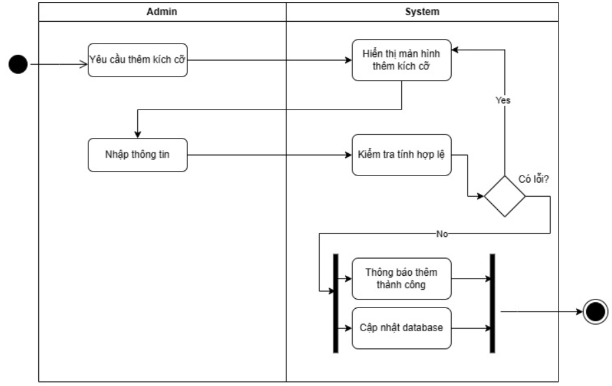 Admin
System
Yêu cầu thêm kích cỡ
Hiển thị màn hình
thêm kích cỡ
Yes
Nhập thông tin
Kiểm tra tính hợp lệ
Có lỗi?
No
Thông báo thêm
thành công
Cập nhật database